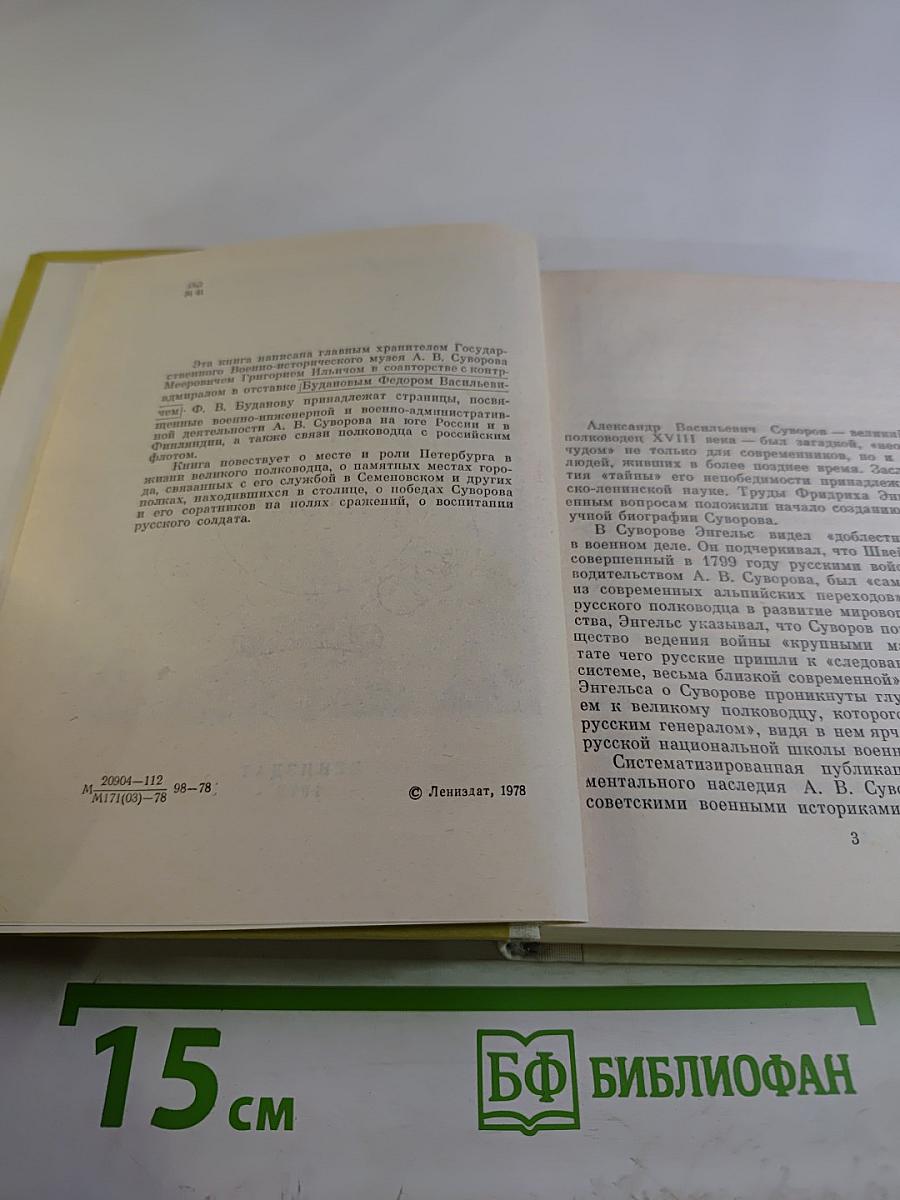 Эта книга написана главным хранителем Государ-
ственного Военно-исторического музея А. В. Суворова
Мееровичем Григорием Ильичом в соавторстве с контр-
адмиралом в отставке Будановым Федором Васильеви-
чем. Ф. В. Буданову принадлежат страницы, посвя-
щенные военно-инженерной и военно-административ-
ной деятельности А. В. Суворова на юге России и в
Финляндии, а также связи полководца с российским
флотом.
Книга повествует о месте и роли Петербурга в
жизни великого полководца, о памятных местах горо-
да, связанных с его службой в Семеновском и других
полках, находившихся в столице, о победах Суворова
и его соратников на полях сражений, о воспитании
русского солдата.
М 20904—112
М171(03)—78 98—78
© Лениздат, 1978
Александр Васильевич Суворов — великий
полководец XVIII века — был загадкой, «нео
чудом» не только для современников, но и
людей, живших в более позднее время. Засл
тия «тайны» его непобедимости принадлеж
ско-ленинской науке. Труды Фридриха Энг
енным вопросам положили начало созданию
учной биографии Суворова.
В Суворове Энгельс видел «доблестн
в военном деле. Он подчеркивал, что Швей
совершенный в 1799 году русскими войс
водительством А. В. Суворова, был «сам
из современных альпийских переходов»
русского полководца в развитие мировог
ства, Энгельс указывал, что Суворов по
щество ведения войны «крупными м
тате чего русские пришли к «следован
системе, весьма близкой современной»
Энгельса о Суворове проникнуты глу
ем к великому полководцу, которого
русским генералом», видя в нем ярч
русской национальной школы военн
Систематизированная публикац
ментального наследия А. В. Суво
советскими военными историками
3
15 см
БФ БИБЛИОФАН